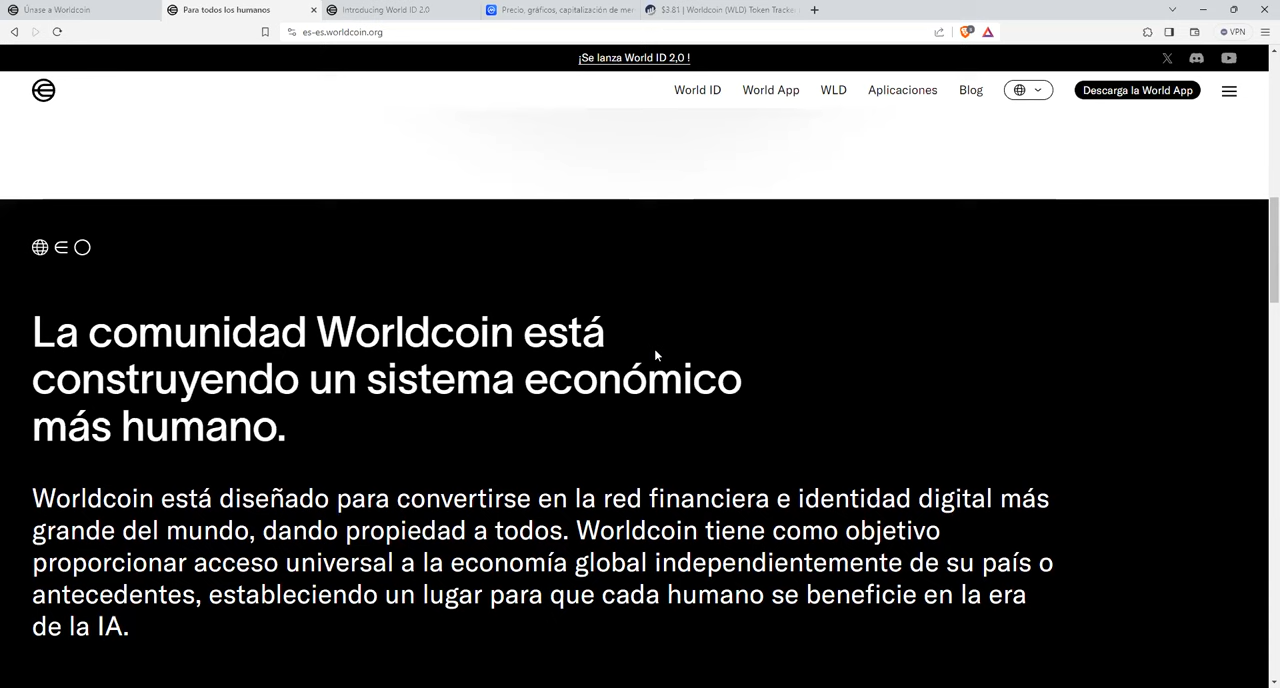 Únase a Worldcoin
Para todos los humanos
Introducing World ID 2.0
Precio, gráficos, capitalización de mer
$3.81 | Worldcoin (WLD) Token Tracker
es-es.worldcoin.org
VPN
¡Se lanza World ID 2,0 !
World ID
World App
WLD
Aplicaciones
Blog
Descarga la World App
La comunidad Worldcoin está
construyendo un sistema económico
más humano.
Worldcoin está diseñado para convertirse en la red financiera e identidad digital más
grande del mundo, dando propiedad a todos. Worldcoin tiene como objetivo
proporcionar acceso universal a la economía global independientemente de su país o
antecedentes, estableciendo un lugar para que cada humano se beneficie en la era
de la IA.